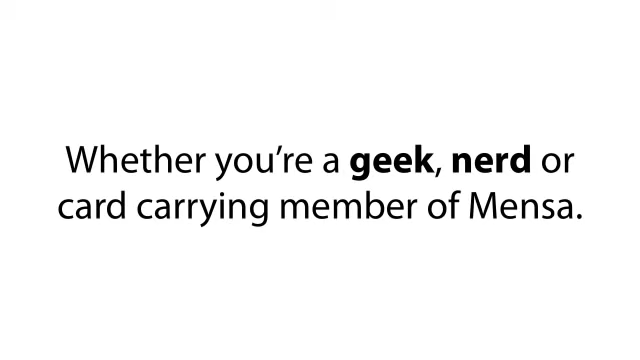 Whether you’re a geek, nerd or
card carrying member of Mensa.